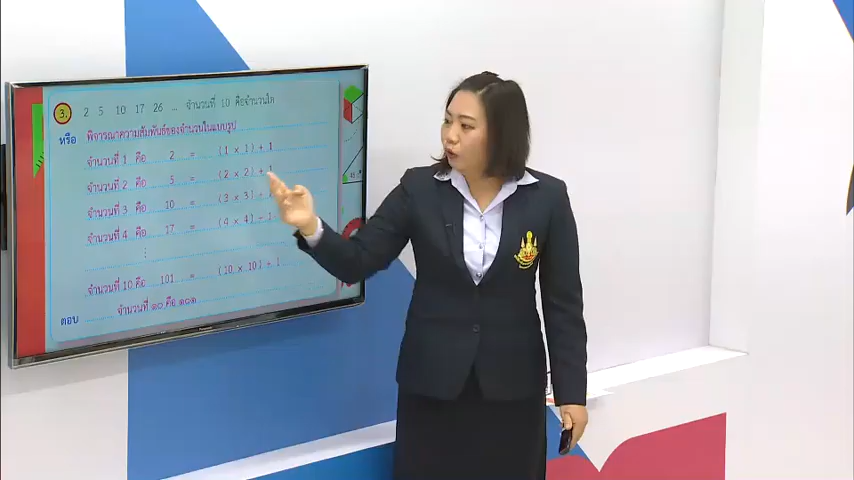 3. 2 5 10 17 26 ... จำนวนที่ 10 คือจำนวนใด
หรือ พิจารณาความสัมพันธ์ของจำนวนในแบบรูป
จำนวนที่ 1 คือ 2 = (1 x 1) + 1
จำนวนที่ 2 คือ 5 = (2 x 2) + 1
จำนวนที่ 3 คือ 10 = (3 x 3) +
จำนวนที่ 4 คือ 17 = (4 x 4) + 1
⋮
จำนวนที่ 10 คือ 101 = (10 x 10) + 1
ตอบ จำนวนที่ ๑๐ คือ ๑๐๑